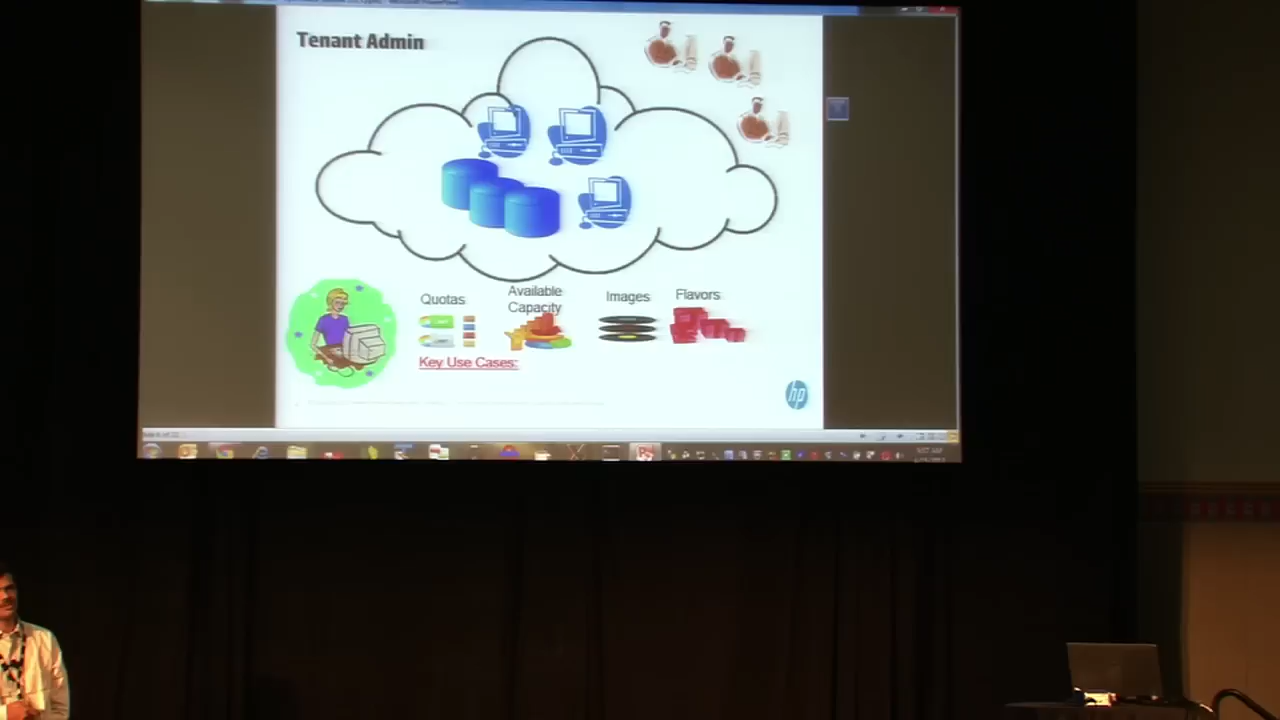 Tenant Admin
Quotas
Available
Capacity
Images
Flavors
Key Use Cases:
hp